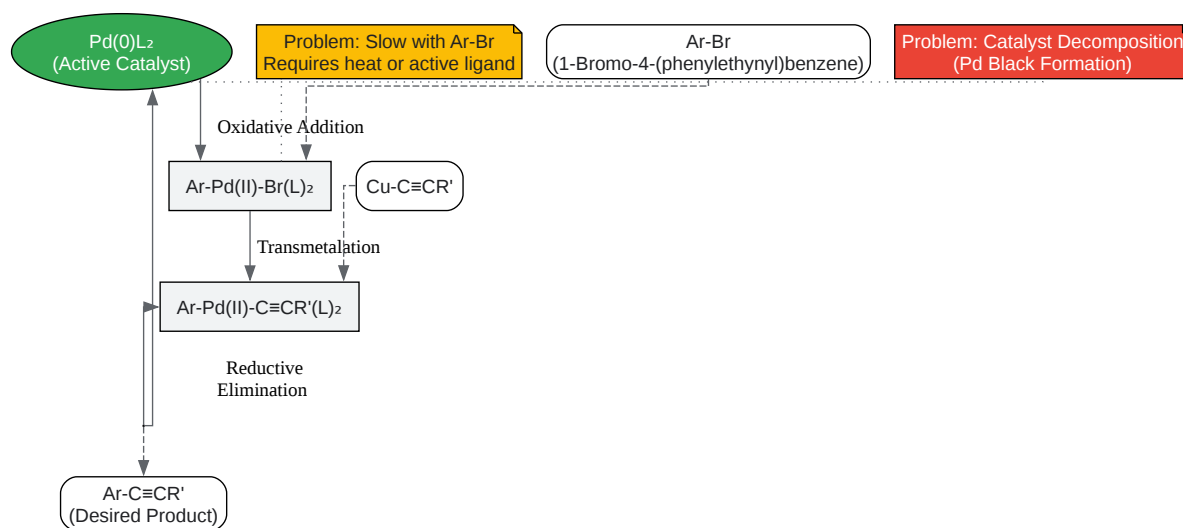 Pd(0)L₂
(Active Catalyst)
Problem: Slow with Ar-Br
Requires heat or active ligand
Ar-Br
(1-Bromo-4-(phenylethynyl)benzene)
Problem: Catalyst Decomposition
(Pd Black Formation)
Oxidative Addition
Ar-Pd(II)-Br(L)₂
Cu-C≡CR'
Transmetalation
Ar-Pd(II)-C≡CR'(L)₂
Reductive
Elimination
Ar-C≡CR'
(Desired Product)